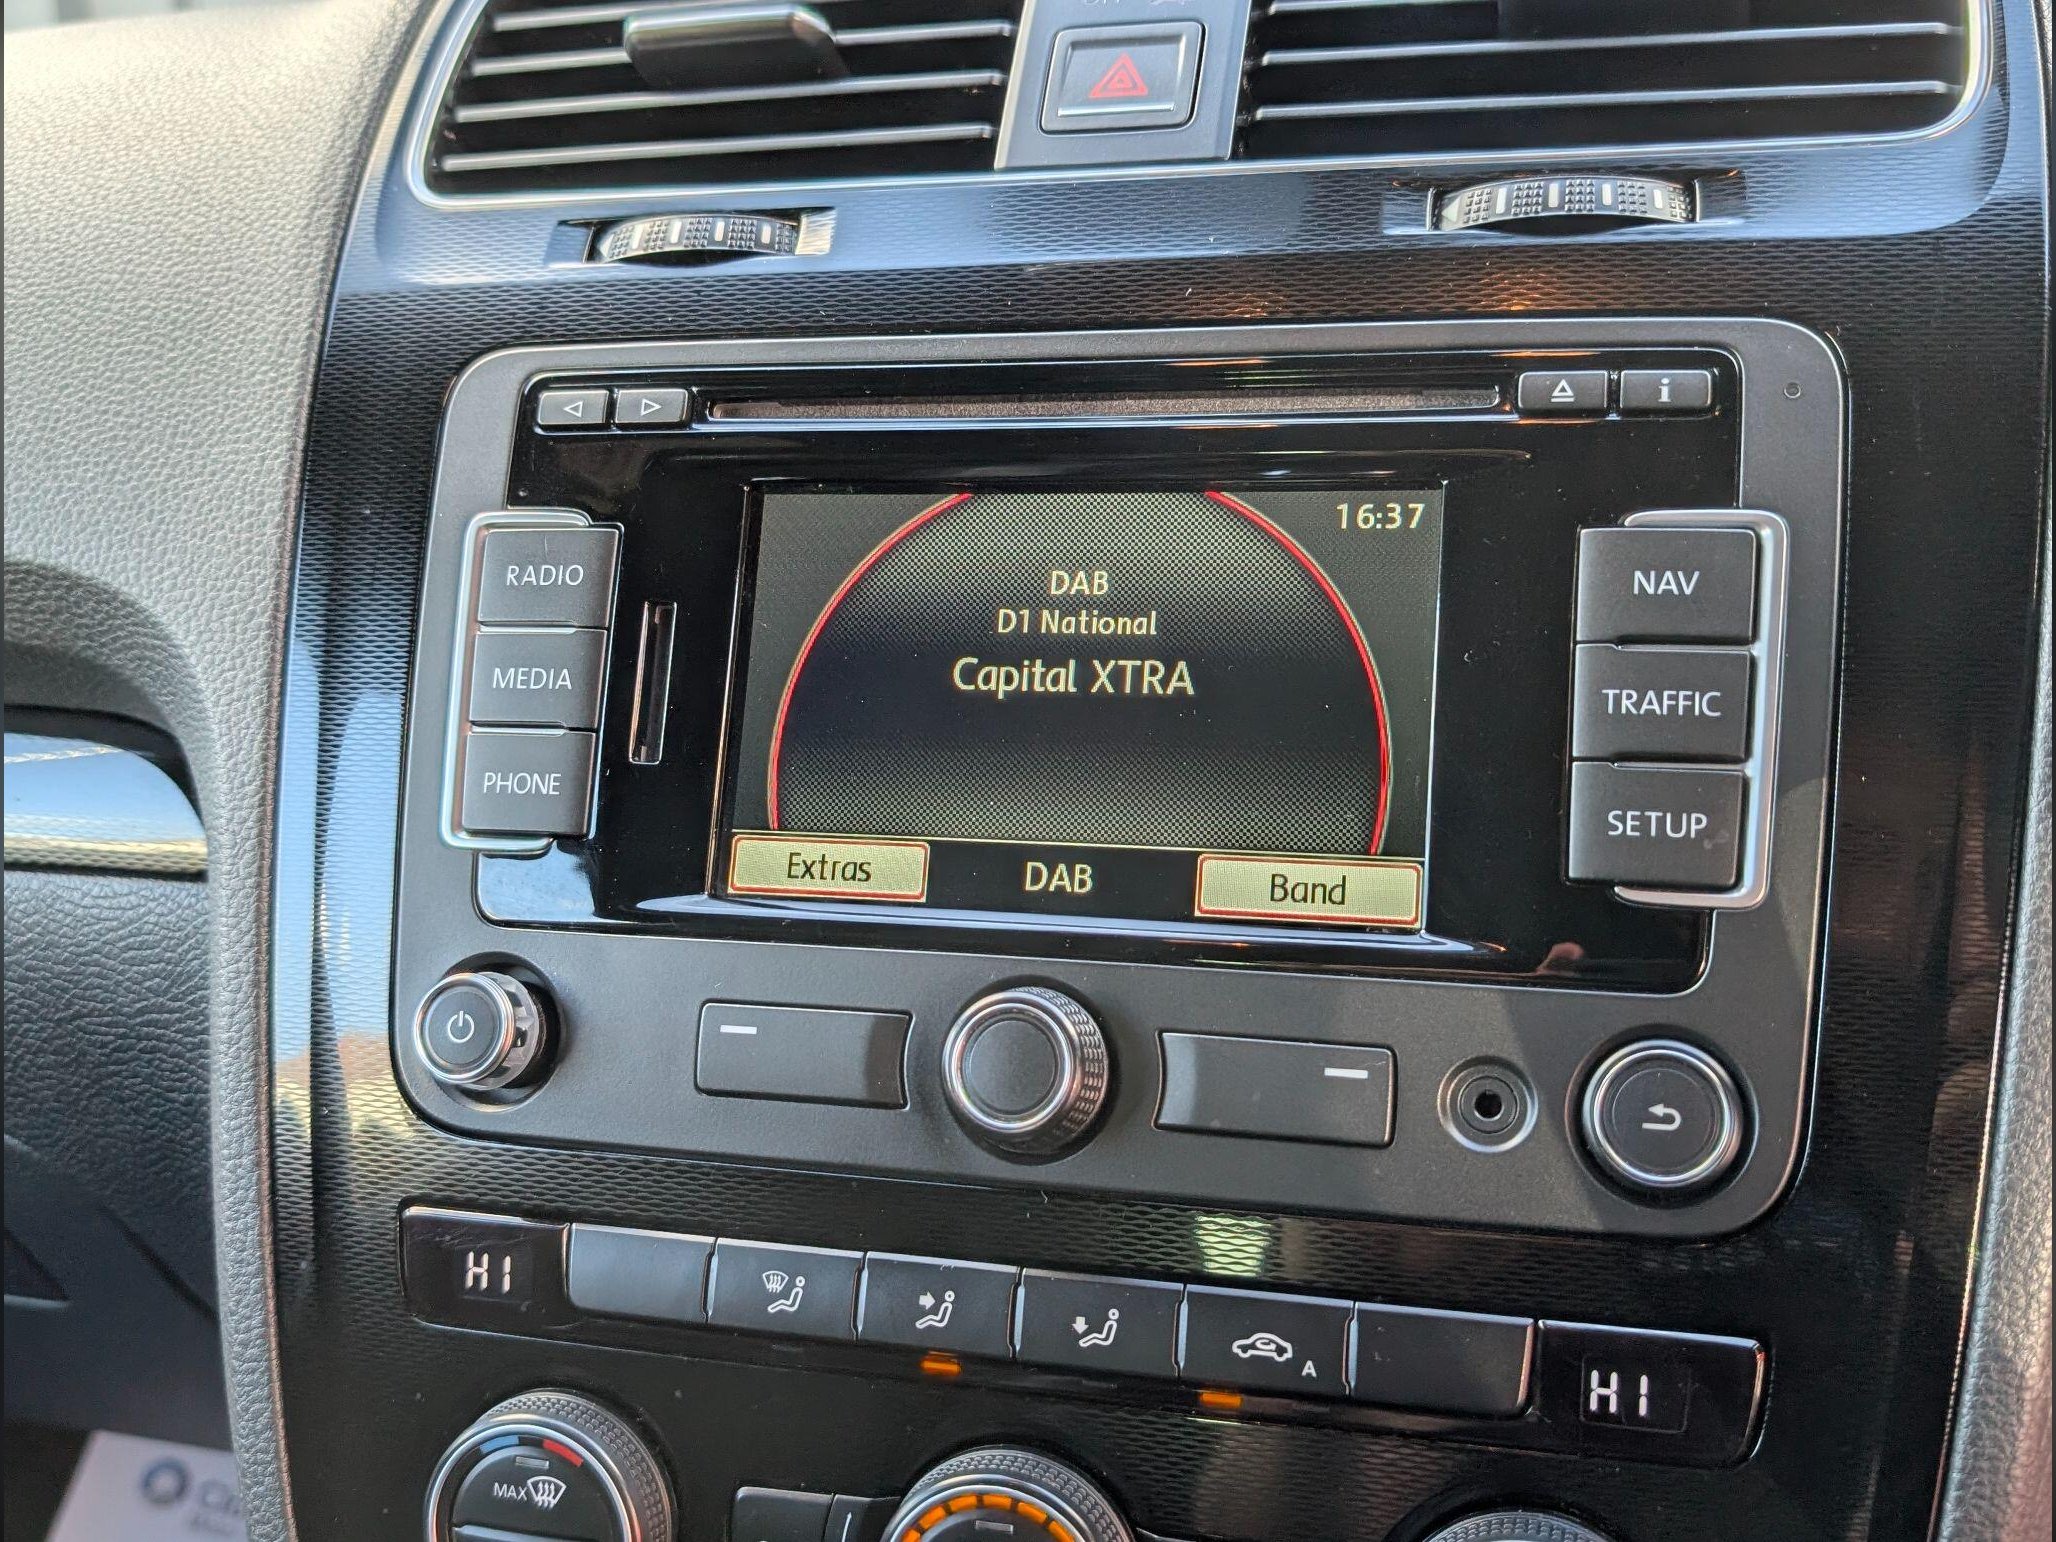 i
16:37
RADIO
DAB
NAV
D1 National
MEDIA
Capital XTRA
TRAFFIC
PHONE
SETUP
Extras
DAB
Band
HI
A
HI
MAX